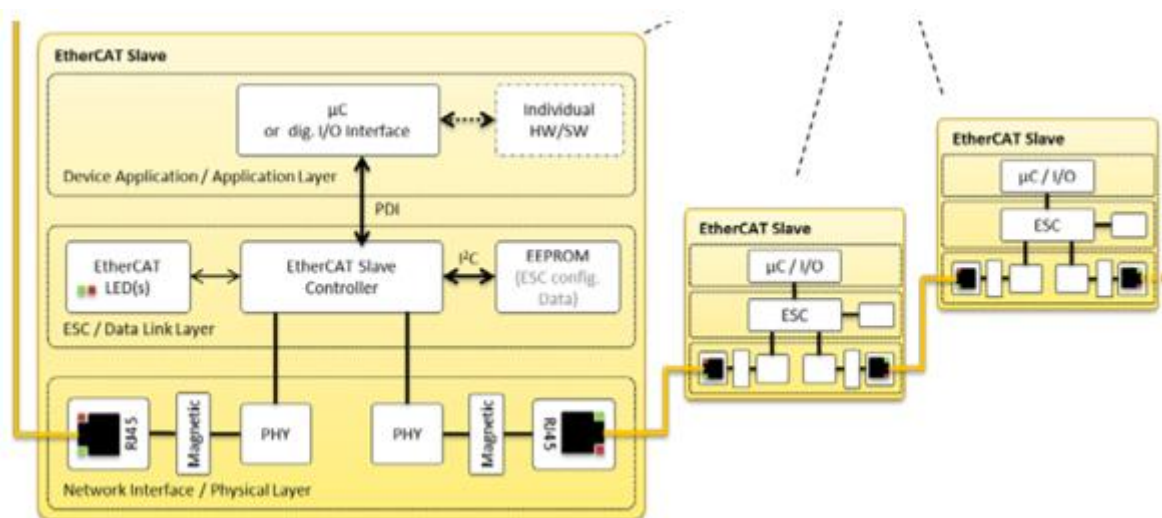 EtherCAT Slave
µC
or dig. I/O Interface
Individual
HW/SW
Device Application / Application Layer
PDI
EtherCAT
LED(s)
EtherCAT Slave
Controller
I²C
EEPROM
(ESC config.
Data)
ESC / Data Link Layer
RJ45
Magnetic
PHY
PHY
Magnetic
RJ45
Network Interface / Physical Layer
EtherCAT Slave
µC / I/O
ESC
EtherCAT Slave
µC / I/O
ESC